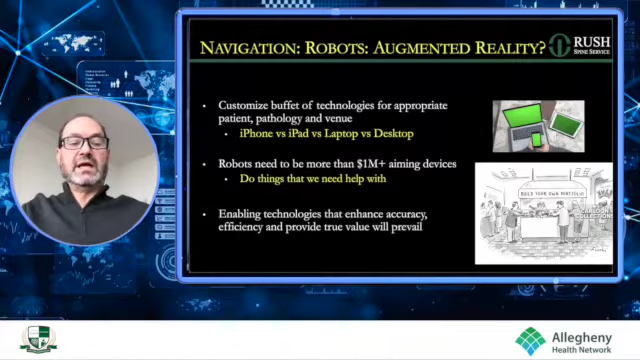 NAVIGATION: ROBOTS: AUGMENTED REALITY?
RUSH
SPINE SERVICE
• Customize buffet of technologies for appropriate
patient, pathology and venue
• iPhone vs iPad vs Laptop vs Desktop
• Robots need to be more than $1M+ aiming devices
• Do things that we need help with
• Enabling technologies that enhance accuracy,
efficiency and provide true value will prevail
BUILD YOUR OWN PORTFOLIO
CARTOON
COLLECTIONS
Allegheny
Health Network